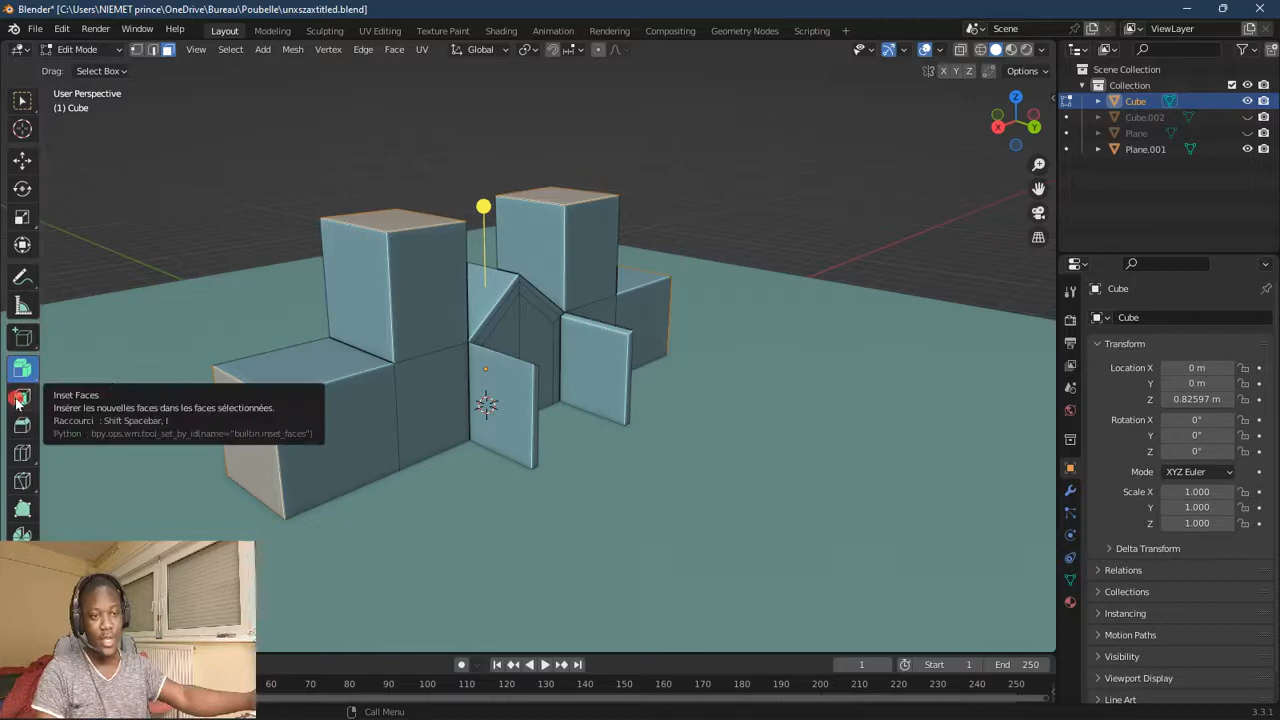 Blender* [C:\Users\NIEMET prince\OneDrive\Bureau\Poubelle\unxszaxtitled.blend]
File Edit Render Window Help Layout Modeling Sculpting UV Editing Texture Paint Shading Animation Rendering Compositing Geometry Nodes Scripting + Scene ViewLayer
Edit Mode View Select Add Mesh Vertex Edge Face UV Global
Drag: Select Box X Y Z Options
User Perspective
(1) Cube
Z
X
Y
Scene Collection
Collection
Cube
Cube.002
Plane
Plane.001
Inset Faces
Insérer les nouvelles faces dans les faces sélectionnées.
Raccourci : Shift Spacebar, I
Python : bpy.ops.wm.tool_set_by_id(name="builtin.inset_faces")
Cube
Cube
Transform
Location X 0 m
Y 0 m
Z 0.82597 m
Rotation X 0°
Y 0°
Z 0°
Mode XYZ Euler
Scale X 1.000
Y 1.000
Z 1.000
Delta Transform
Relations
Collections
Instancing
Motion Paths
Visibility
Viewport Display
Line Art
1 Start 1 End 250
60 70 80 90 100 110 120 130 140 150 160 170 180 190 200 210 220 230 240 250
Call Menu
3.3.1